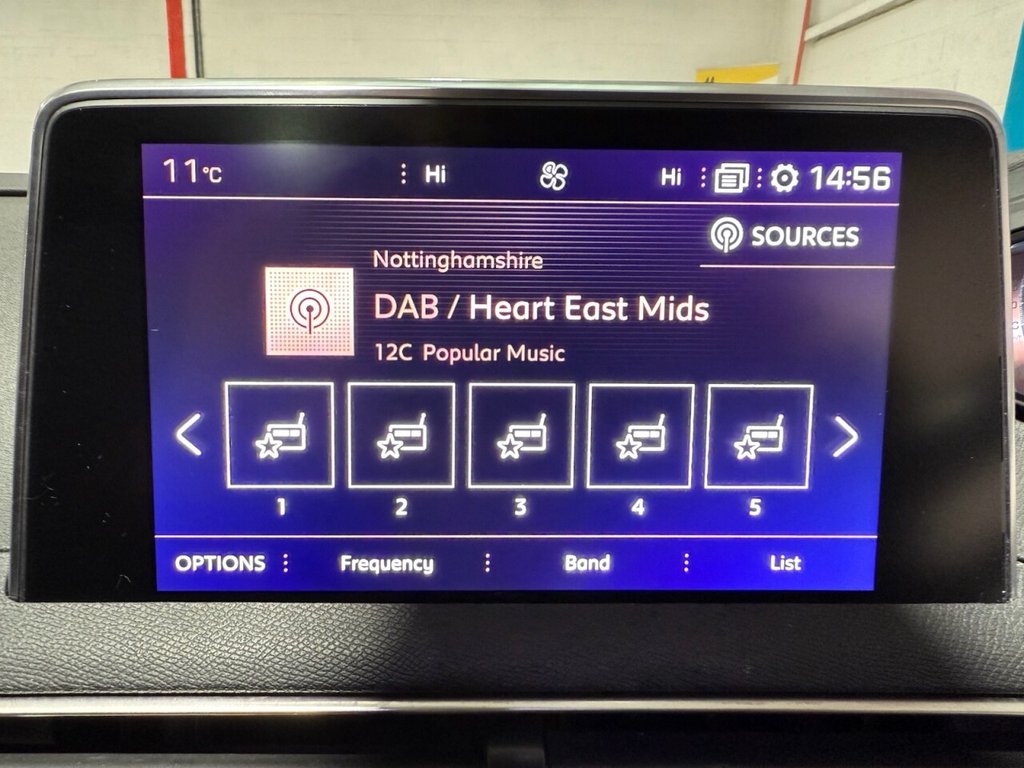 11°C Hi Hi 14:56
SOURCES
Nottinghamshire
DAB / Heart East Mids
12C Popular Music
1 2 3 4 5
OPTIONS Frequency Band List